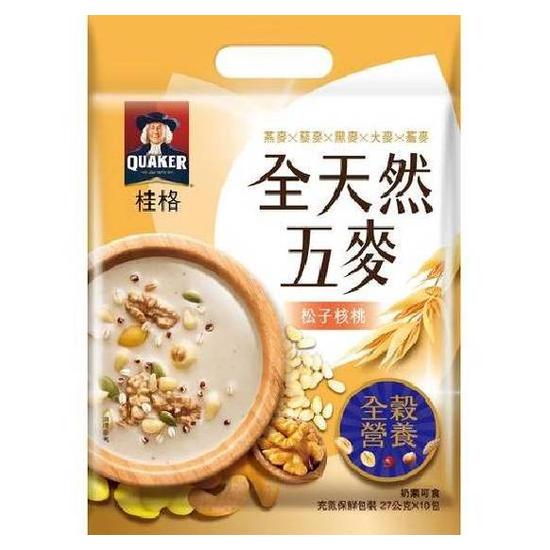 燕麥×藜麥×黑麥×大麥×蕎麥
QUAKER
桂格
全天然
五麥
松子核桃
全穀
營養
奶素可食
充氮保鮮包裝 27公克×10包